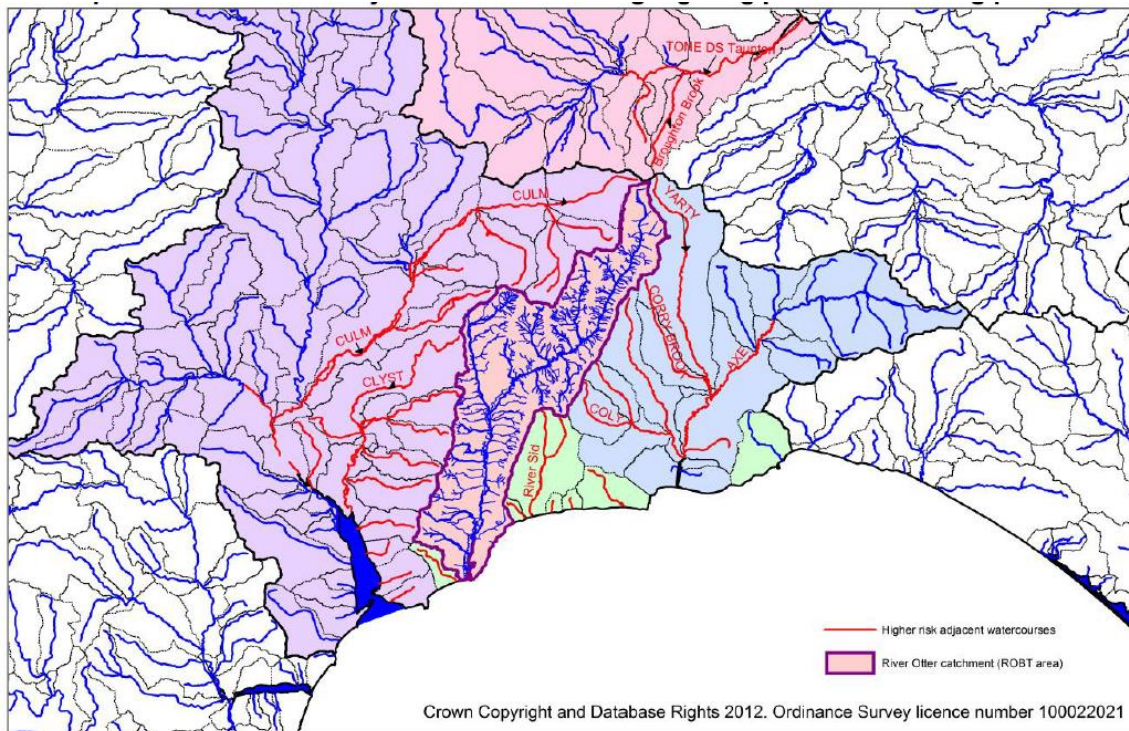 TONE DS Taunton
Broughton Brook
CULM
YARTY
CORRY BROOK
CULM
AXE
CLYST
COLY
River Sid
Higher risk adjacent watercourses
River Otter catchment (ROBT area)
Crown Copyright and Database Rights 2012. Ordinance Survey licence number 100022021